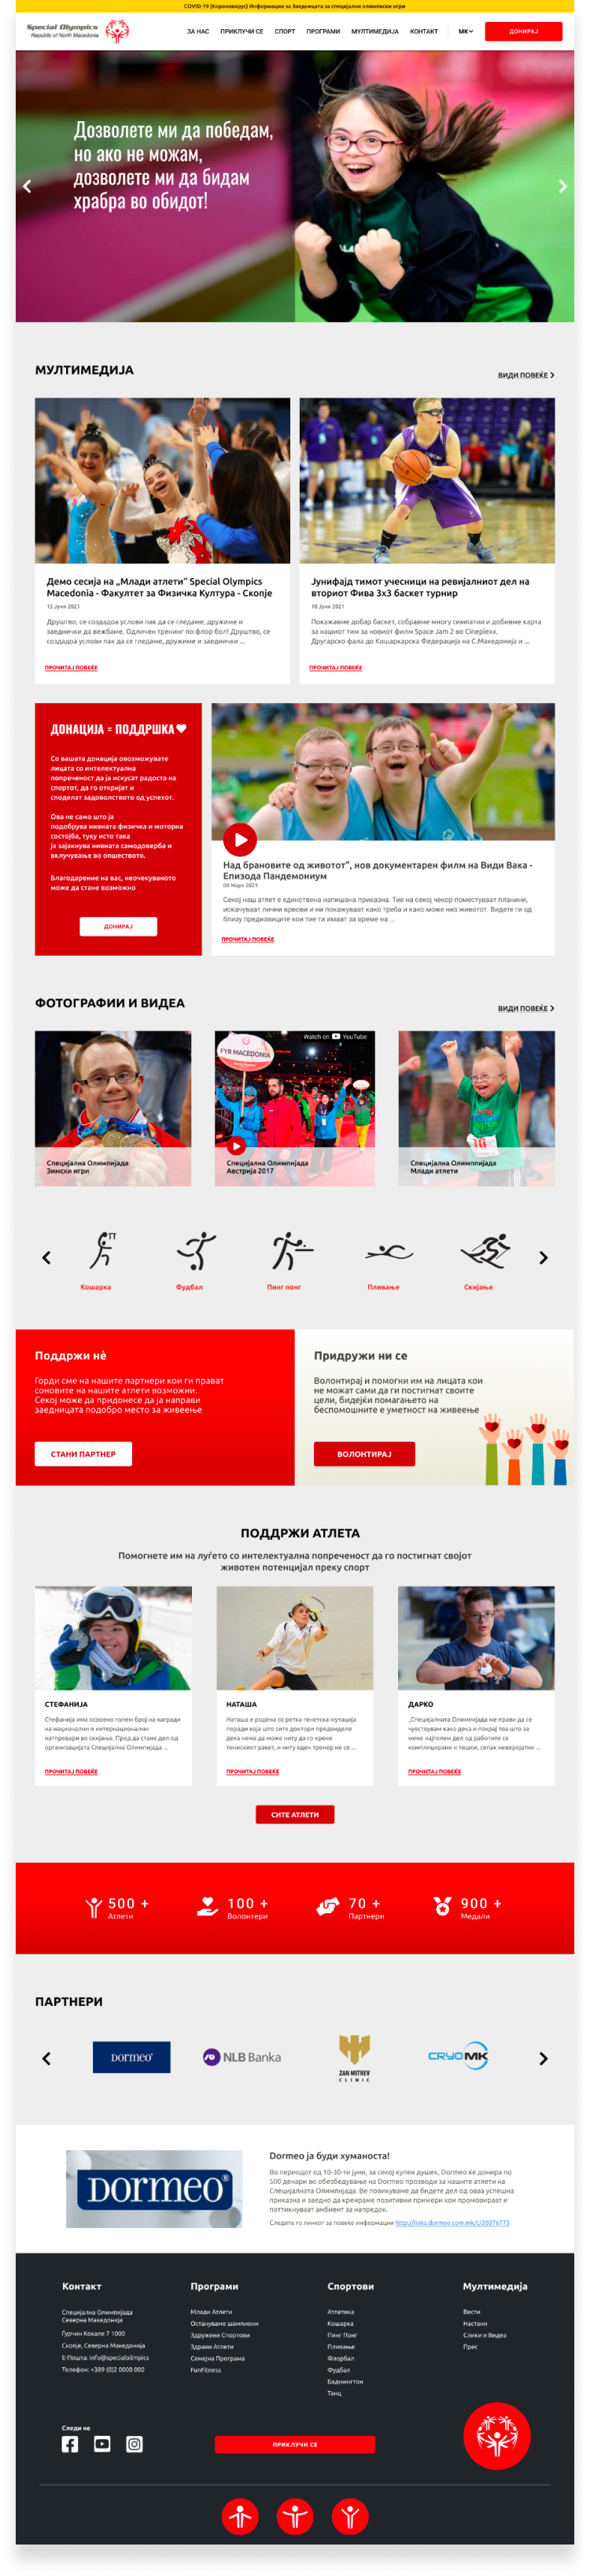 COVID-19 (Коронавирус) Информации за Заедницата за специјални олимписки игри
Special Olympics
Republic of North Macedonia
ЗА НАС ПРИКЛУЧИ СЕ СПОРТ ПРОГРАМИ МУЛТИМЕДИЈА КОНТАКТ МК ДОНИРАЈ
Дозволете ми да победам,
но ако не можам,
дозволете ми да бидам
храбра во обидот!
МУЛТИМЕДИЈА
ВИДИ ПОВЕЌЕ
Демо сесија на „Млади атлети“ Special Olympics
Macedonia - Факултет за Физичка Култура - Скопје
15 Јуни 2021
Друштво, се создадоа услови пак да се гледаме, дружиме и
заеднички да вежбаме. Одличен тренинг по флор бол! Друштво, се
создадоа услови пак да се гледаме, дружиме и заеднички ...
ПРОЧИТАЈ ПОВЕЌЕ
Јунифајд тимот учесници на ревијалниот дел на
вториот Фива 3х3 баскет турнир
10 Јуни 2021
Покажавме добар баскет, собравме многу симпатии и добивме карта
за нашиот тим за новиот филм Space Jam 2 во Cineplexx.
Другарско фала до Кошаркарска Федерација на С.Македонија и ...
ПРОЧИТАЈ ПОВЕЌЕ
ДОНАЦИЈА = ПОДДРШКА
Со вашата донација овозможувате
лицата со интелектуална
попреченост да ја искусат радоста на
спортот, да го откријат и
споделат задоволството од успехот.
Ова не само што ја
подобрува нивната физичка и моторна
состојба, туку исто така
ја зајакнува нивната самодоверба и
вклучување во општеството.
Благодарение на вас, неочекуваното
може да стане возможно
ДОНИРАЈ
Над брановите од животот“, нов документарен филм на Види Вака -
Епизода Пандемониум
09 Март 2021
Секој наш атлет е единствена напишана приказна. Тие на секој чекор поместуваат планини,
искачуваат лични врвови и ни покажуваат како треба и како може низ животот. Видете ги од
близу предизвиците кои тие ги имаат за време на ...
ПРОЧИТАЈ ПОВЕЌЕ
ФОТОГРАФИИ И ВИДЕА
ВИДИ ПОВЕЌЕ
Watch on YouTube
FYR MACEDONIA
Специјална Олимпијада
Зимски игри
Специјална Олимпијада
Австрија 2017
Специјална Олимппијада
Млади атлети
Кошарка Фудбал Пинг понг Пливање Скијање
Поддржи нѐ
Горди сме на нашите партнери кои ги прават
соновите на нашите атлети возможни.
Секој може да придонесе да ја направи
заедницата подобро место за живеење
СТАНИ ПАРТНЕР
Придружи ни се
Волонтирај и помогни им на лицата кои
не можат сами да ги постигнат своите
цели, бидејќи помагањето на
беспомошните е уметност на живеење
ВОЛОНТИРАЈ
ПОДДРЖИ АТЛЕТА
Помогнете им на луѓето со интелектуална попреченост да го постигнат својот
животен потенцијал преку спорт
СТЕФАНИЈА
Стефанија има освоено голем број на награди
на национални и интернационални
натпревари во скијање. Пред да стане дел од
организацијата Специјална Олимпијада ...
ПРОЧИТАЈ ПОВЕЌЕ
НАТАША
Наташа е родена со ретка генетска мутација
поради која што сите доктори предвиделе
дека нема да може ниту да го крене
тенискиот рекет, и ниту еден тренер не се ...
ПРОЧИТАЈ ПОВЕЌЕ
ДАРКО
„Специјалната Олимпијада ме прави да се
чувствувам како дека и покрај тоа што за
мене најголем дел од работите се
комплицирани и тешки, сепак неверојатни ...
ПРОЧИТАЈ ПОВЕЌЕ
СИТЕ АТЛЕТИ
500 + 100 + 70 + 900 +
Атлети Волонтери Партнери Медали
ПАРТНЕРИ
DORMEO NLB Banka ZAN MITREV CLINIC CRYO MK
DORMEO®
Dormeo ја буди хуманоста!
Во периодот од 10-30-ти јуни, за секој купен душек, Dormeo ќе донира по
500 денари во обезбедување на Dormeo производи за нашите атлети на
Специјалната Олимпијада. Ве повикуваме да бидете дел од оваа успешна
приказна и заедно да креираме позитивни примери кои промовираат и
поттикнуваат амбиент за напредок.
Следете го линкот за повеќе информации http://links.dormeo.com.mk/c/20376773
Контакт
Специјална Олимпијада
Северна Македонија
Ѓурчин Кокале 7 1000
Скопје, Северна Македонија
Е-Пошта: info@specialolimpics
Телефон: +389 (0)2 0000 000
Програми
Млади Атлети
Остануваме шампиони
Здружени Спортови
Здрави Атлети
Семејна Програма
FunFitness
Спортови
Атлетика
Кошарка
Пинг Понг
Пливање
Флорбал
Фудбал
Бадминтон
Танц
Мултимедија
Вести
Настани
Слики и Видеа
Прес
Следи не
ПРИКЛУЧИ СЕ